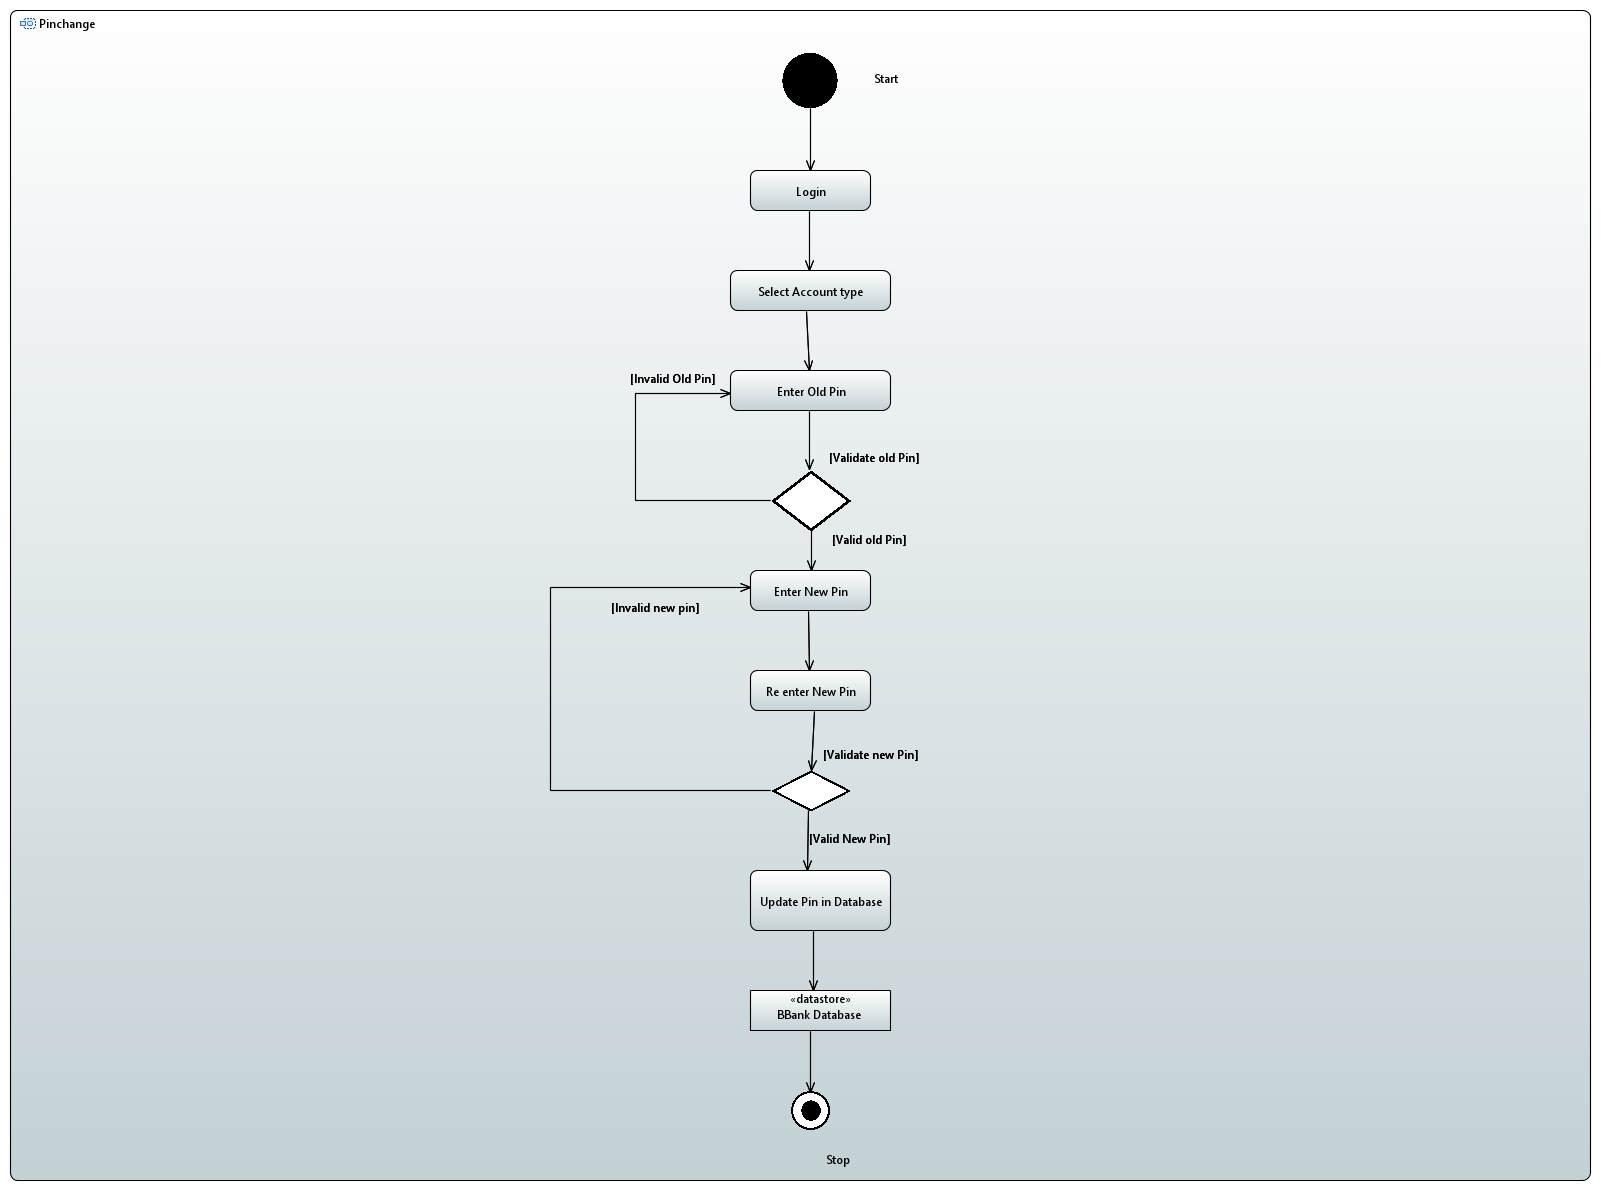 Pinchange
Start
Login
Select Account type
[Invalid Old Pin]
Enter Old Pin
[Validate old Pin]
[Valid old Pin]
Enter New Pin
[Invalid new pin]
Re enter New Pin
[Validate new Pin]
[Valid New Pin]
Update Pin in Database
«datastore»
BBank Database
Stop